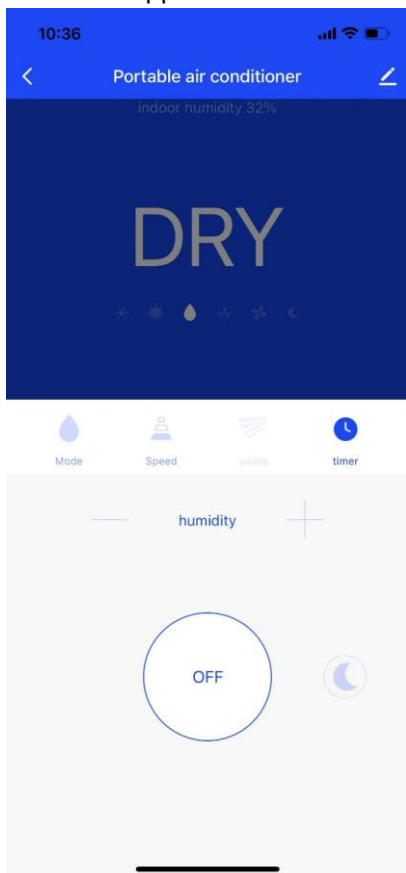 10:36
Portable air conditioner
indoor humidity 32%
DRY
Mode Speed swing timer
humidity
OFF